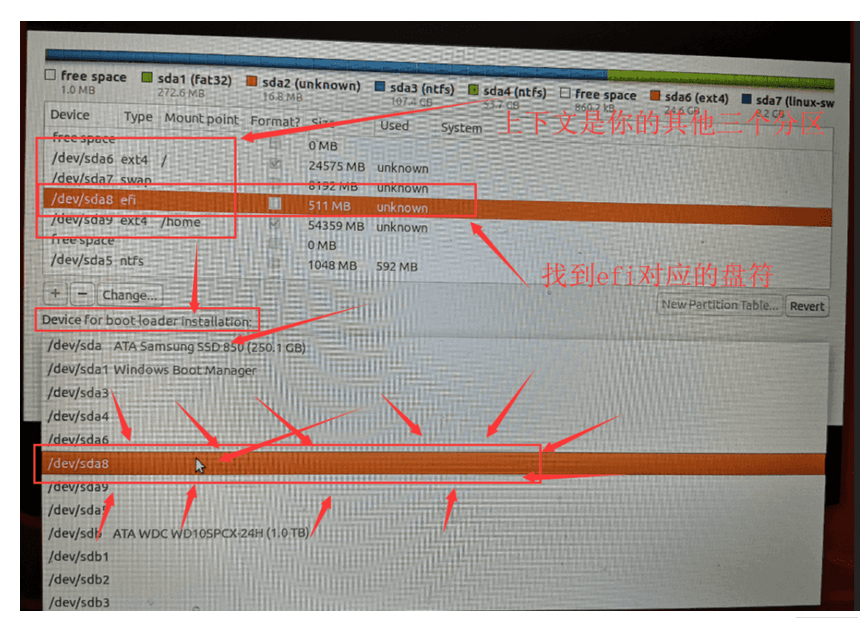 free space sda1 (fat32) sda2 (unknown) sda3 (ntfs) sda4 (ntfs) free space sda6 (ext4) sda7 (linux-sw
1.0 MB 272.6 MB 16.8 MB 107.4 GB 53.7 GB 860.2 kB 24.6 GB 8.2 GB
Device Type Mount point Format? Size Used System
上下文是你的其他三个分区
free space 0 MB
/dev/sda6 ext4 / 24575 MB unknown
/dev/sda7 swap 8192 MB unknown
/dev/sda8 efi 511 MB unknown
/dev/sda9 ext4 /home 54359 MB unknown
free space 0 MB
/dev/sda5 ntfs 1048 MB 592 MB
找到efi对应的盘符
+ − Change... New Partition Table... Revert
Device for boot loader installation:
/dev/sda ATA Samsung SSD 850 (250.1 GB)
/dev/sda1 Windows Boot Manager
/dev/sda3
/dev/sda4
/dev/sda6
/dev/sda8
/dev/sda9
/dev/sda5
/dev/sdb ATA WDC WD10SPCX-24H (1.0 TB)
/dev/sdb1
/dev/sdb2
/dev/sdb3